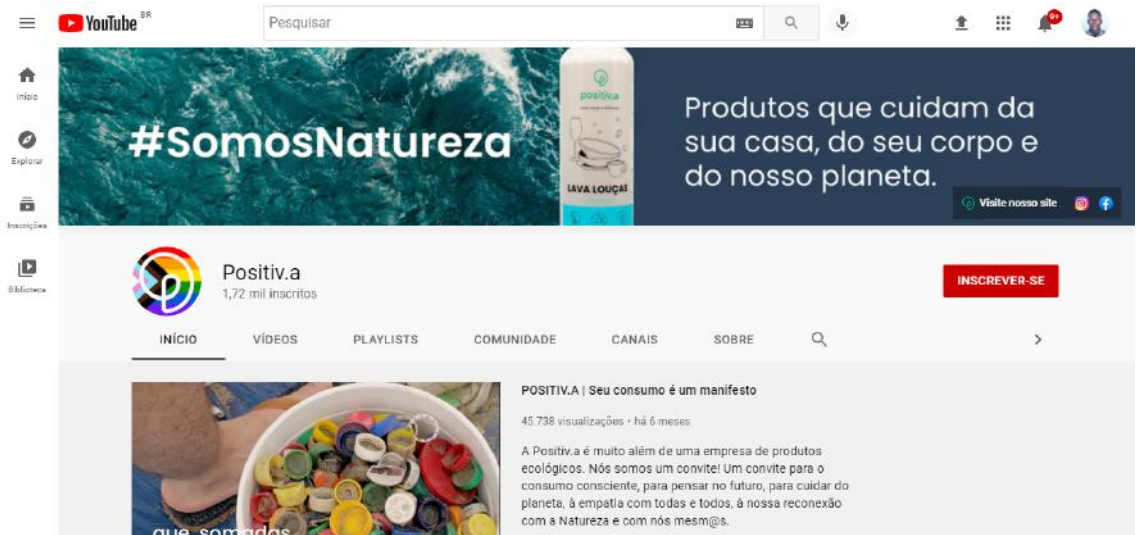 YouTube BR
Pesquisar
9+
Início
Explorar
Inscrições
Biblioteca
#SomosNatureza
positiv.a
LAVA LOUÇAS
Produtos que cuidam da
sua casa, do seu corpo e
do nosso planeta.
Visite nosso site
Positiv.a
1,72 mil inscritos
INSCREVER-SE
INÍCIO
VÍDEOS
PLAYLISTS
COMUNIDADE
CANAIS
SOBRE
POSITIV.A | Seu consumo é um manifesto
45.738 visualizações • há 6 meses
A Positiv.a é muito além de uma empresa de produtos
ecológicos. Nós somos um convite! Um convite para o
consumo consciente, para pensar no futuro, para cuidar do
planeta, à empatia com todas e todos, à nossa reconexão
com a Natureza e com nós mesm@s.
que somadas